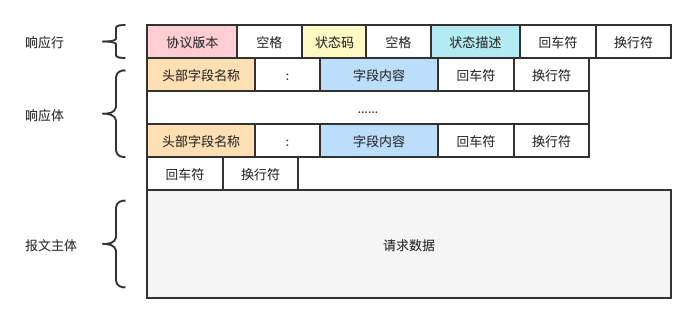 响应行 协议版本 空格 状态码 空格 状态描述 回车符 换行符
头部字段名称 : 字段内容 回车符 换行符
响应体 ......
头部字段名称 : 字段内容 回车符 换行符
回车符 换行符
报文主体 请求数据